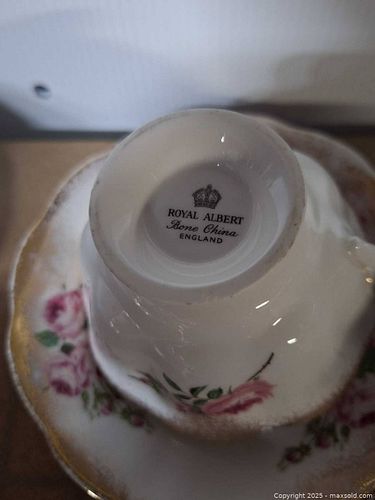 ROYAL ALBERT
Bone China
ENGLAND
Copyright © 2025 - maxsold.com